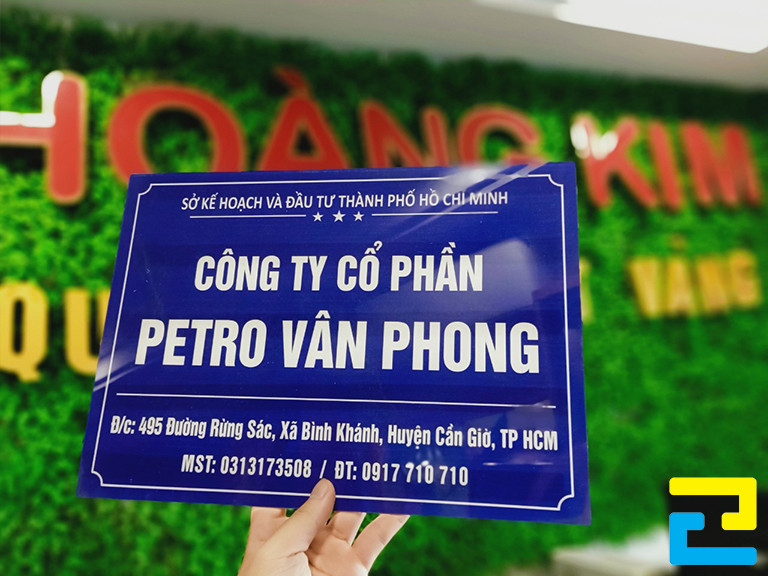 HOÀNG KIM
QU VÀNG
SỞ KẾ HOẠCH VÀ ĐẦU TƯ THÀNH PHỐ HỒ CHÍ MINH
CÔNG TY CỔ PHẦN
PETRO VÂN PHONG
Đ/c: 495 Đường Rừng Sác, Xã Bình Khánh, Huyện Cần Giờ, TP HCM
MST: 0313173508 / ĐT: 0917 710 710